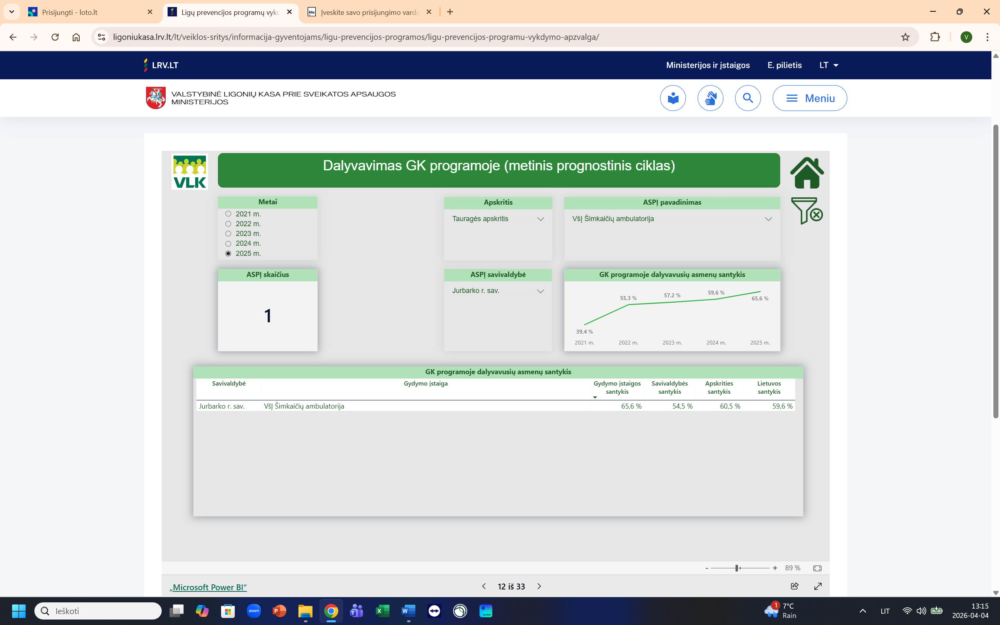 Prisijungti - loto.lt
Ligų prevencijos programų vykd
Įveskite savo prisijungimo varda
ligoniukasa.lrv.lt/lt/veiklos-sritys/informacija-gyventojams/ligu-prevencijos-programos/ligu-prevencijos-programu-vykdymo-apzvalga/
V
LRV.LT
Ministerijos ir įstaigos
E. pilietis
LT
VALSTYBINĖ LIGONIŲ KASA PRIE SVEIKATOS APSAUGOS
MINISTERIJOS
Meniu
VLK
Dalyvavimas GK programoje (metinis prognostinis ciklas)
Metai
2021 m.
2022 m.
2023 m.
2024 m.
2025 m.
Apskritis
Tauragės apskritis
ASPĮ pavadinimas
VšĮ Šimkaičių ambulatorija
ASPĮ skaičius
1
ASPĮ savivaldybė
Jurbarko r. sav.
GK programoje dalyvavusių asmenų santykis
39,4 %
55,3 %
57,2 %
59,6 %
65,6 %
2021 m.
2022 m.
2023 m.
2024 m.
2025 m.
GK programoje dalyvavusių asmenų santykis
Savivaldybė
Gydymo įstaiga
Gydymo įstaigos santykis
Savivaldybės santykis
Apskrities santykis
Lietuvos santykis
Jurbarko r. sav.
VšĮ Šimkaičių ambulatorija
65,6 %
54,5 %
60,5 %
59,6 %
- + 89 %
„Microsoft Power BI“
12 iš 33
Ieškoti
zoom
1
7°C
Rain
LIT
13:15
2026-04-04